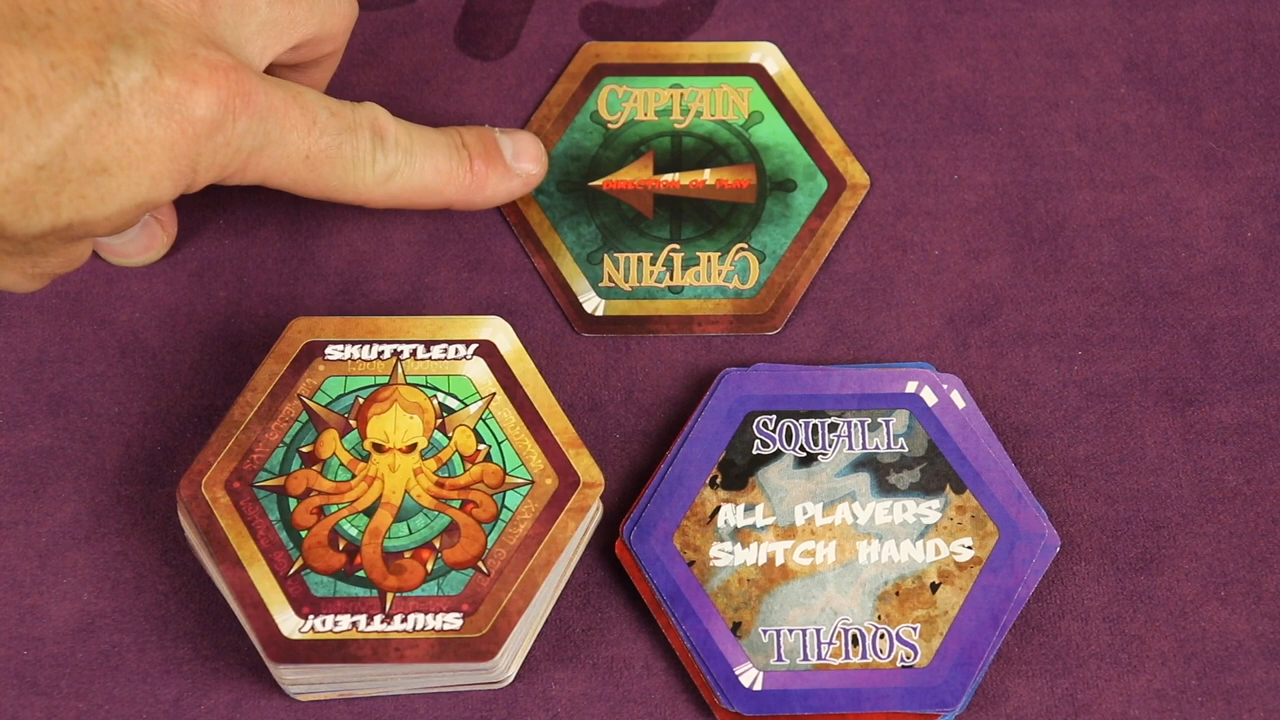 CAPTAIN
DIRECTION OF PLAY
CAPTAIN
SKUTTLED!
SKUTTLED!
SQUALL
ALL PLAYERS
SWITCH HANDS
SQUALL